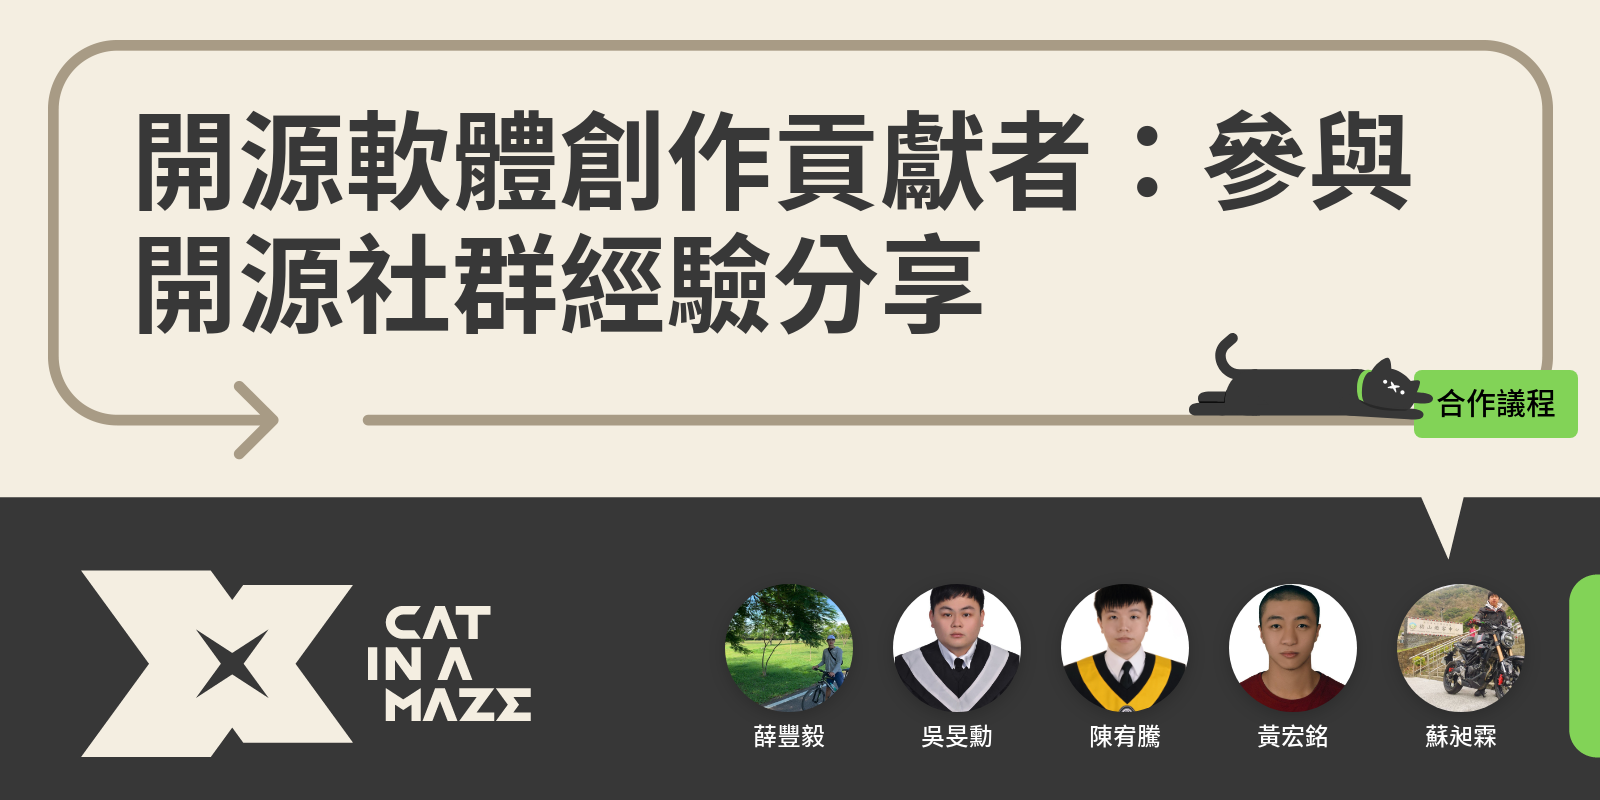 開源軟體創作貢獻者：參與
開源社群經驗分享
合作議程
CAT
IN A
MAZE
薛豐毅
吳旻勳
陳宥騰
黃宏銘
蘇昶霖